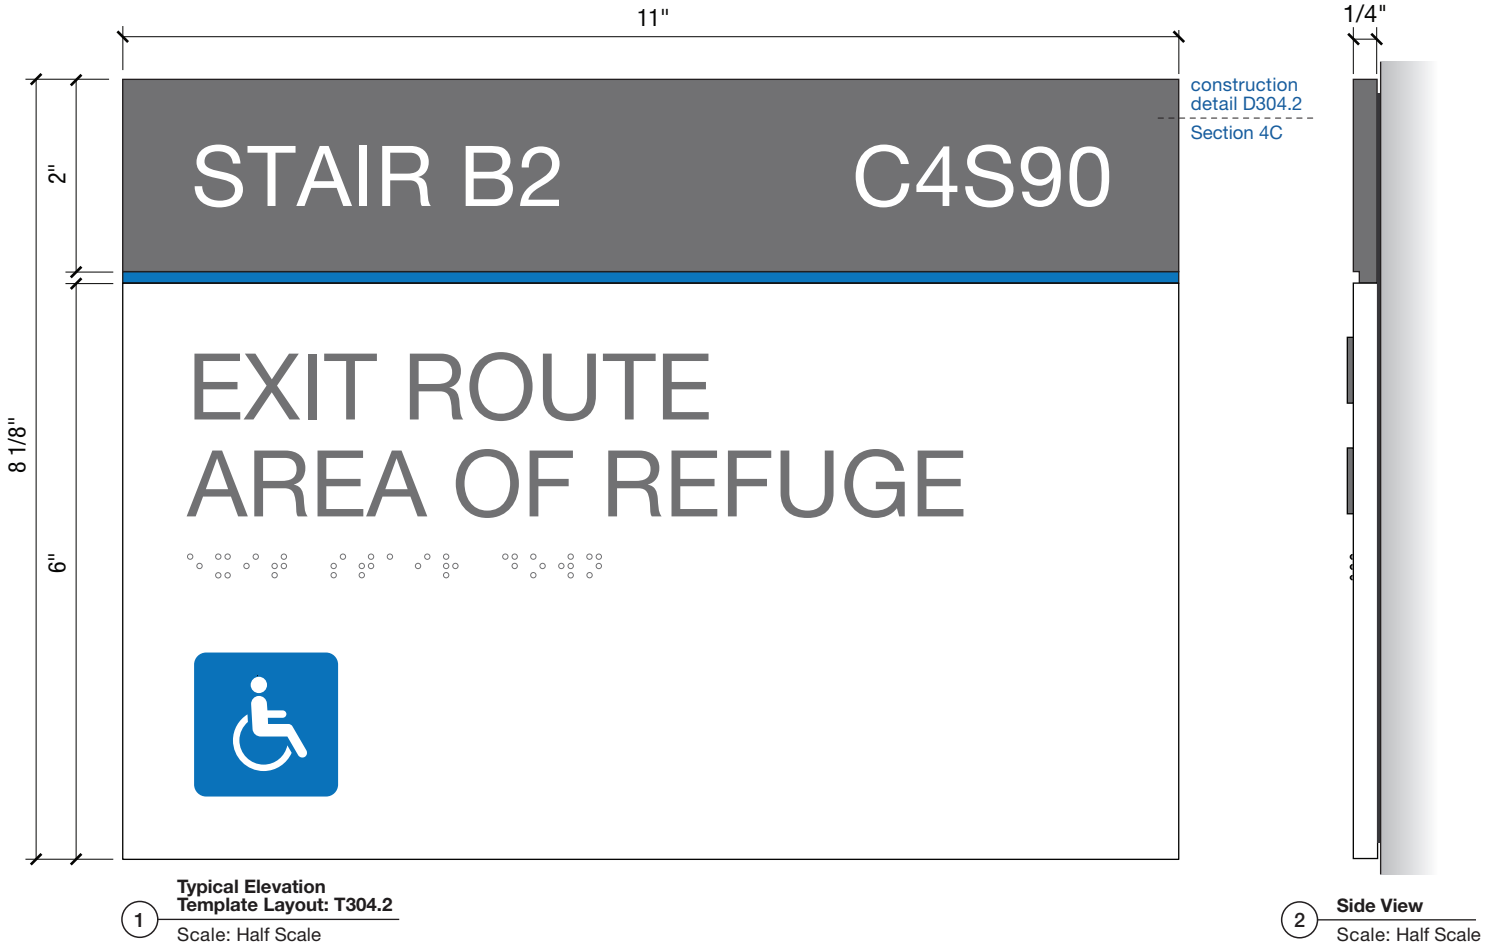 11"
1/4"
construction
detail D304.2
Section 4C
2"
STAIR B2 C4S90
8 1/8"
6"
EXIT ROUTE
AREA OF REFUGE
⠑⠭⠊⠞ ⠎⠞⠁⠊⠗ ⠙⠕⠺⠝
1
Typical Elevation
Template Layout: T304.2
Scale: Half Scale
2
Side View
Scale: Half Scale